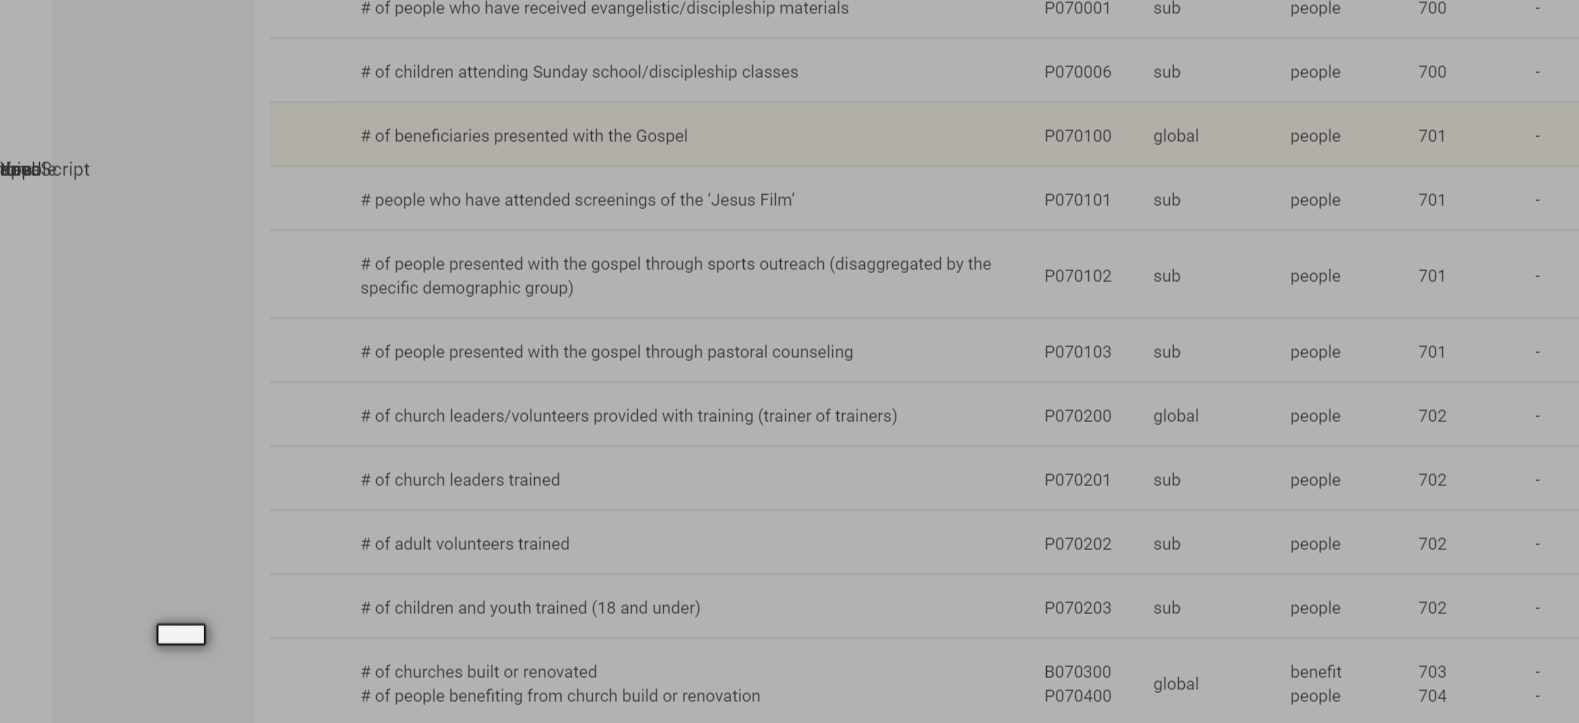 # of people who have received evangelistic/discipleship materials P070001 sub people 700 -
# of children attending Sunday school/discipleship classes P070006 sub people 700 -
# of beneficiaries presented with the Gospel P070100 global people 701 -
# people who have attended screenings of the ‘Jesus Film’ P070101 sub people 701 -
# of people presented with the gospel through sports outreach (disaggregated by the
specific demographic group) P070102 sub people 701 -
# of people presented with the gospel through pastoral counseling P070103 sub people 701 -
# of church leaders/volunteers provided with training (trainer of trainers) P070200 global people 702 -
# of church leaders trained P070201 sub people 702 -
# of adult volunteers trained P070202 sub people 702 -
# of children and youth trained (18 and under) P070203 sub people 702 -
# of churches built or renovated B070300 benefit 703 -
global
# of people benefiting from church build or renovation P070400 people 704 -